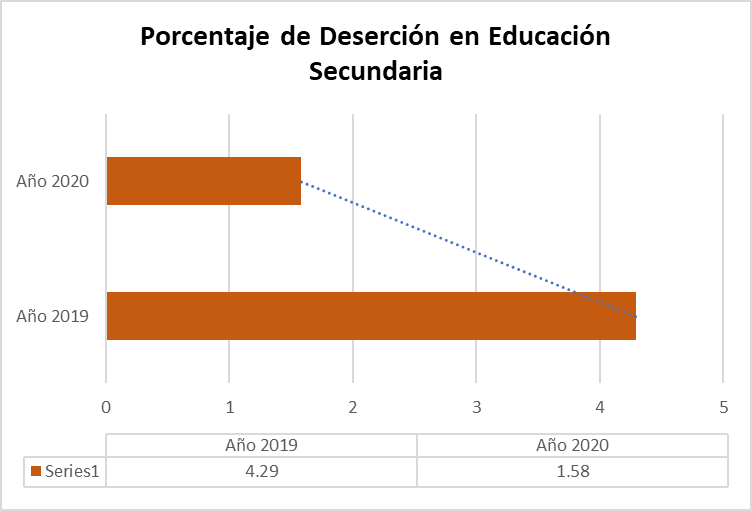 Porcentaje de Deserción en Educación
Secundaria
Año 2020
Año 2019
0 1 2 3 4 5
Año 2019 Año 2020
Series1 4.29 1.58